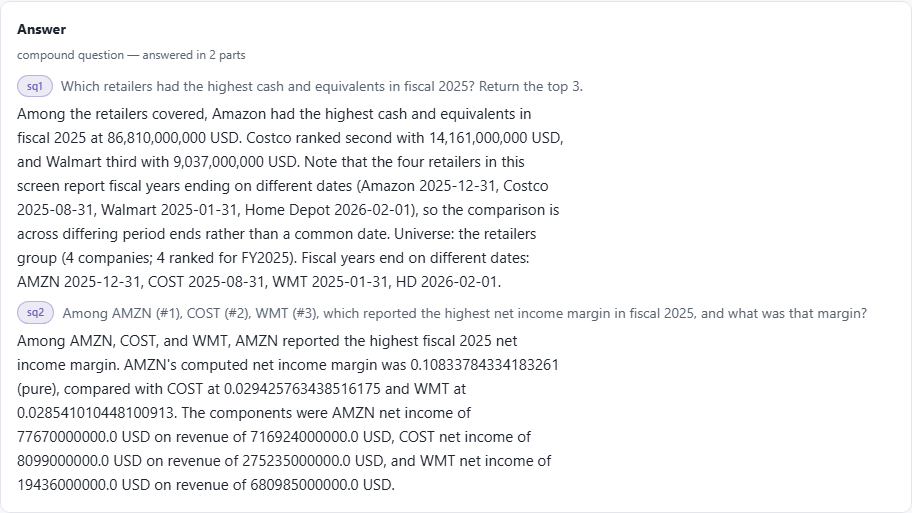 Answer
compound question — answered in 2 parts
sq1 Which retailers had the highest cash and equivalents in fiscal 2025? Return the top 3.
Among the retailers covered, Amazon had the highest cash and equivalents in
fiscal 2025 at 86,810,000,000 USD. Costco ranked second with 14,161,000,000 USD,
and Walmart third with 9,037,000,000 USD. Note that the four retailers in this
screen report fiscal years ending on different dates (Amazon 2025-12-31, Costco
2025-08-31, Walmart 2025-01-31, Home Depot 2026-02-01), so the comparison is
across differing period ends rather than a common date. Universe: the retailers
group (4 companies; 4 ranked for FY2025). Fiscal years end on different dates:
AMZN 2025-12-31, COST 2025-08-31, WMT 2025-01-31, HD 2026-02-01.
sq2 Among AMZN (#1), COST (#2), WMT (#3), which reported the highest net income margin in fiscal 2025, and what was that margin?
Among AMZN, COST, and WMT, AMZN reported the highest fiscal 2025 net
income margin. AMZN's computed net income margin was 0.10833784334183261
(pure), compared with COST at 0.029425763438516175 and WMT at
0.028541010448100913. The components were AMZN net income of
77670000000.0 USD on revenue of 716924000000.0 USD, COST net income of
8099000000.0 USD on revenue of 275235000000.0 USD, and WMT net income of
19436000000.0 USD on revenue of 680985000000.0 USD.